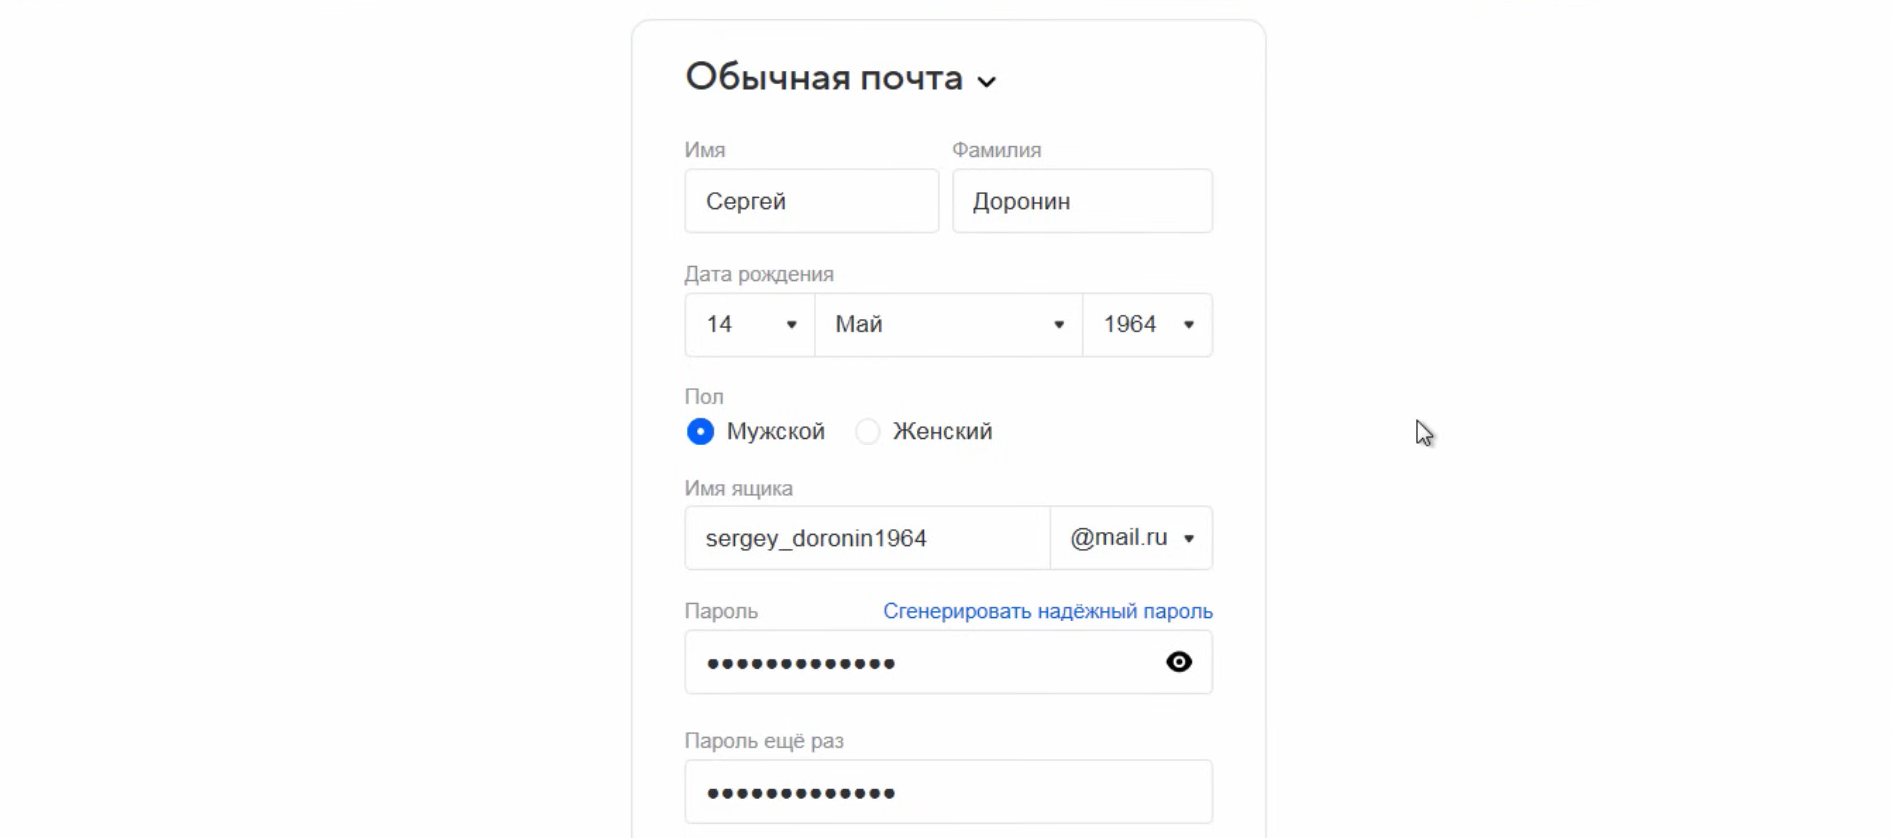 Обычная почта
Имя Фамилия
Сергей Доронин
Дата рождения
14 Май 1964
Пол
Мужской Женский
Имя ящика
sergey_doronin1964 @mail.ru
Пароль Сгенерировать надёжный пароль
•••••••••••••
Пароль ещё раз
•••••••••••••